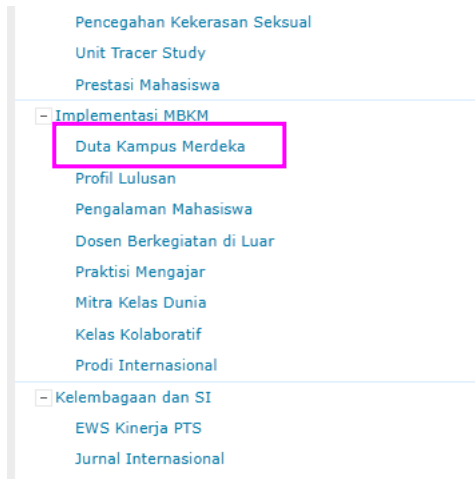 Pencegahan Kekerasan Seksual
Unit Tracer Study
Prestasi Mahasiswa
Implementasi MBKM
Duta Kampus Merdeka
Profil Lulusan
Pengalaman Mahasiswa
Dosen Berkegiatan di Luar
Praktisi Mengajar
Mitra Kelas Dunia
Kelas Kolaboratif
Prodi Internasional
Kelembagaan dan SI
EWS Kinerja PTS
Jurnal Internasional